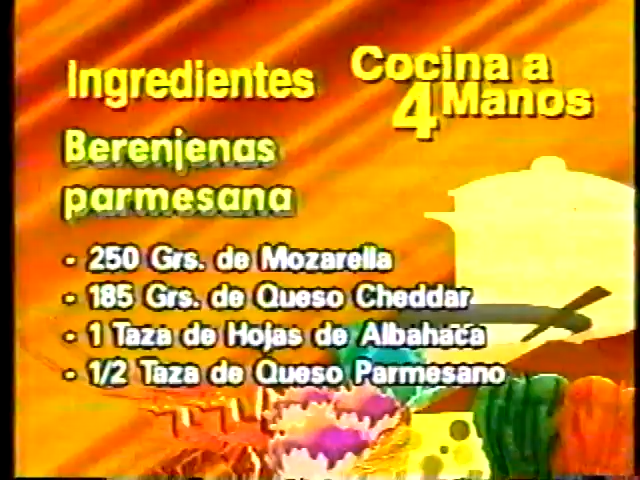 Ingredientes
Cocina a
4 Manos
Berenjenas
parmesana
- 250 Grs. de Mozarella
- 185 Grs. de Queso Cheddar
- 1 Taza de Hojas de Albahaca
- 1/2 Taza de Queso Parmesano